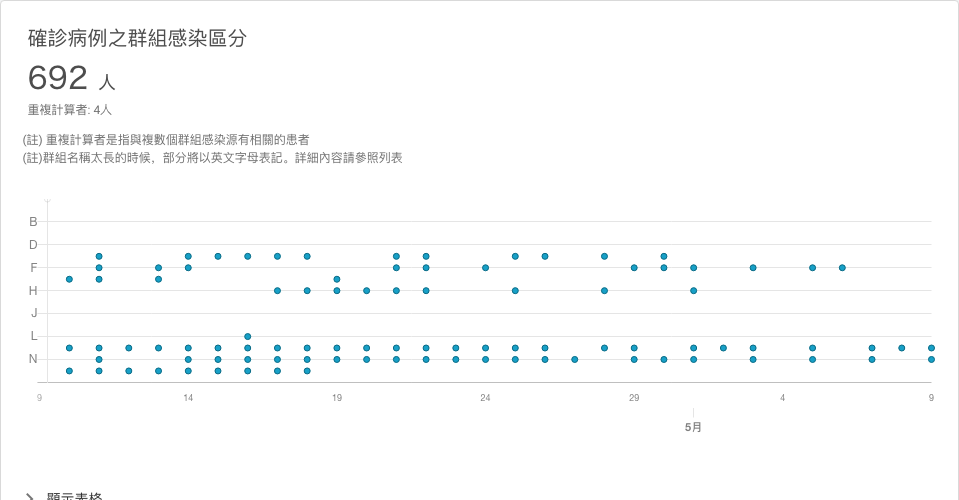 確診病例之群組感染區分
692 人
重複計算者: 4人
(註) 重複計算者是指與複數個群組感染源有相關的患者
(註)群組名稱太長的時候，部分將以英文字母表記。詳細內容請參照列表
B
D
F
H
J
L
N
9 14 19 24 29 4 9
5月
顯示表格